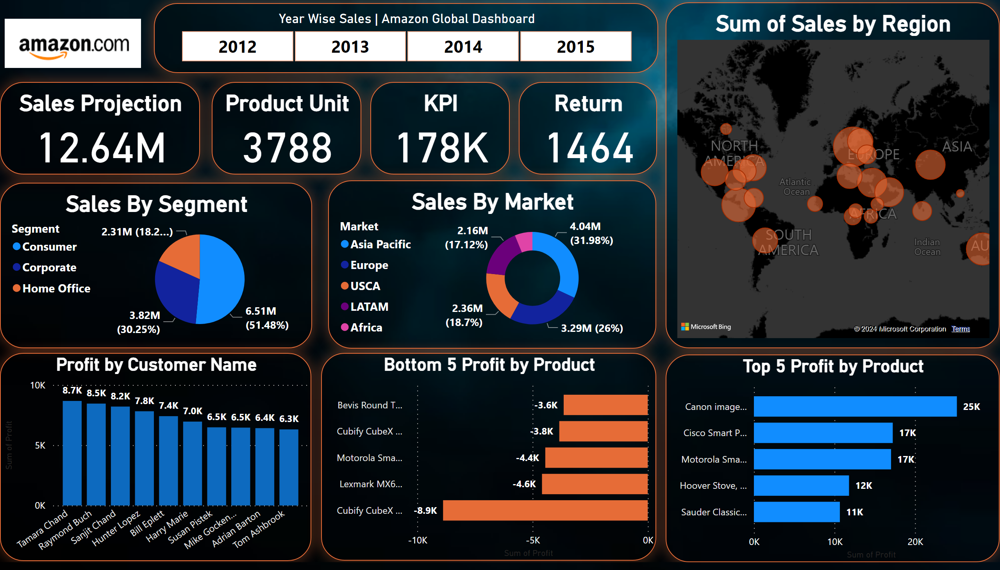 amazon.com
Year Wise Sales | Amazon Global Dashboard
2012
2013
2014
2015
Sales Projection
12.64M
Product Unit
3788
KPI
178K
Return
1464
Sum of Sales by Region
NORTH
AMERICA
EUROPE
ASIA
Atlantic
Ocean
AFRICA
SOUTH
AMERICA
Indian
Ocean
AU
Microsoft Bing
© 2024 Microsoft Corporation Terms
Sales By Segment
Segment
Consumer
Corporate
Home Office
2.31M (18.2...)
3.82M
(30.25%)
6.51M
(51.48%)
Sales By Market
Market
Asia Pacific
Europe
USCA
LATAM
Africa
2.16M
(17.12%)
4.04M
(31.98%)
2.36M
(18.7%)
3.29M (26%)
Profit by Customer Name
Sum of Profit
10K
5K
0K
8.7K
8.5K
8.2K
7.8K
7.4K
7.0K
6.5K
6.5K
6.4K
6.3K
Tamara Chand
Raymond Buch
Sanjit Chand
Hunter Lopez
Bill Eplett
Harry Marie
Susan Pistek
Mike Gocken...
Adrian Barton
Tom Ashbrook
Bottom 5 Profit by Product
Bevis Round T... -3.6K
Cubify CubeX ... -3.8K
Motorola Sma... -4.4K
Lexmark MX6... -4.6K
Cubify CubeX ... -8.9K
-10K -5K 0K
Sum of Profit
Top 5 Profit by Product
Canon image... 25K
Cisco Smart P... 17K
Motorola Sma... 17K
Hoover Stove, ... 12K
Sauder Classic... 11K
0K 10K 20K
Sum of Profit